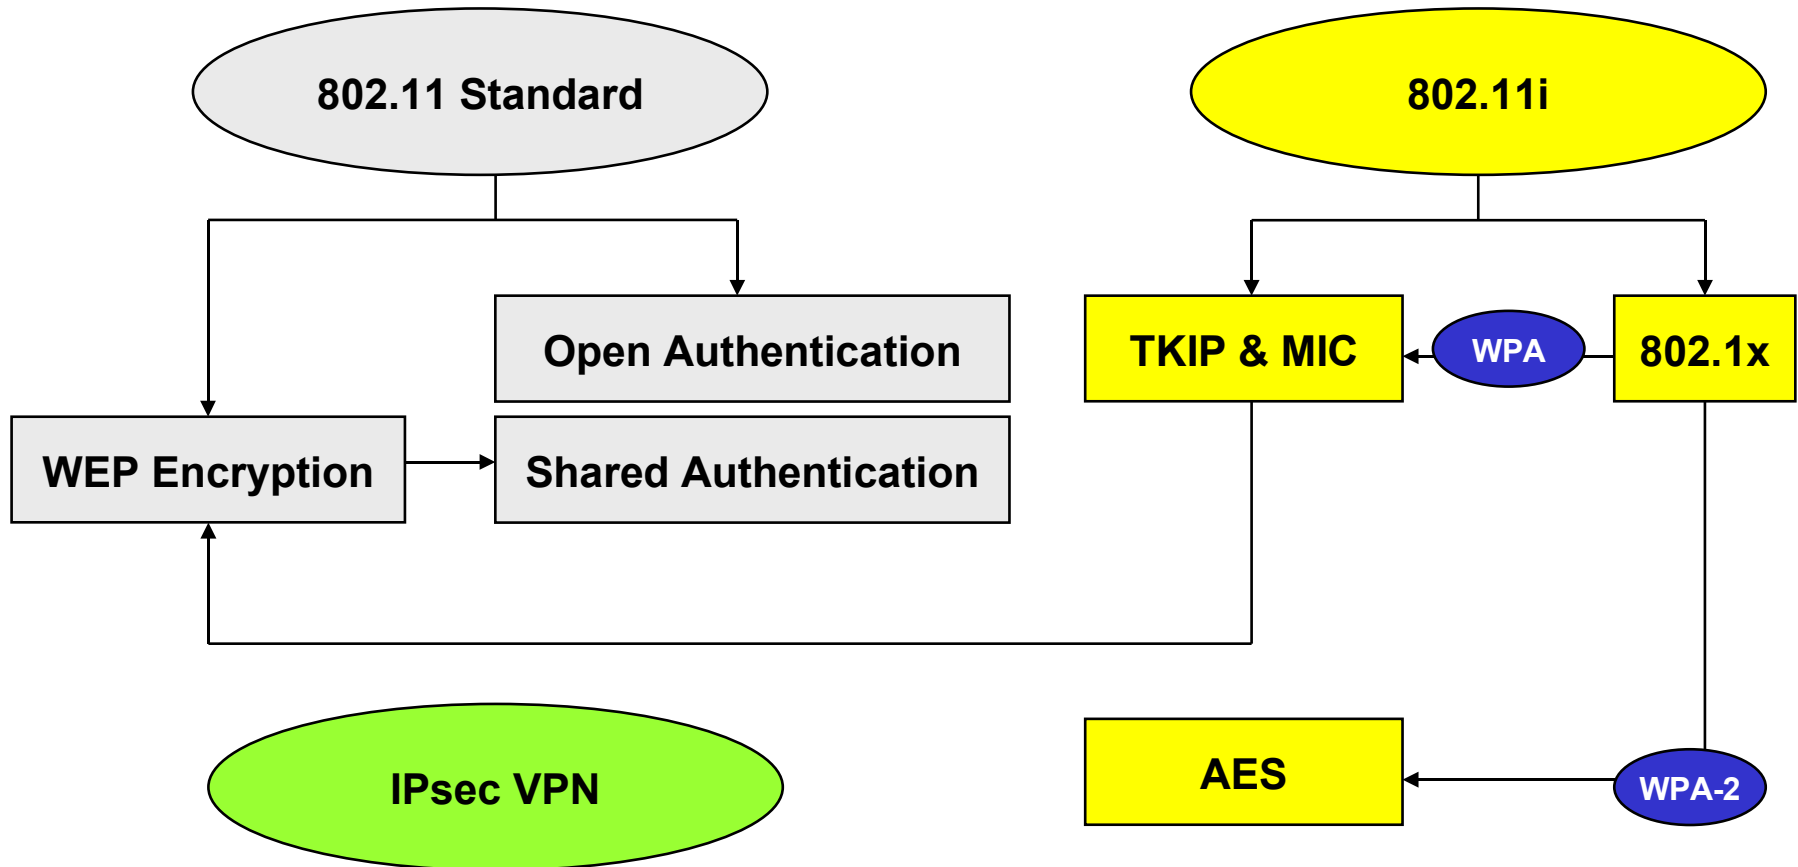 802.11 Standard
802.11i
Open Authentication
TKIP & MIC
WPA
802.1x
WEP Encryption
Shared Authentication
IPsec VPN
AES
WPA-2